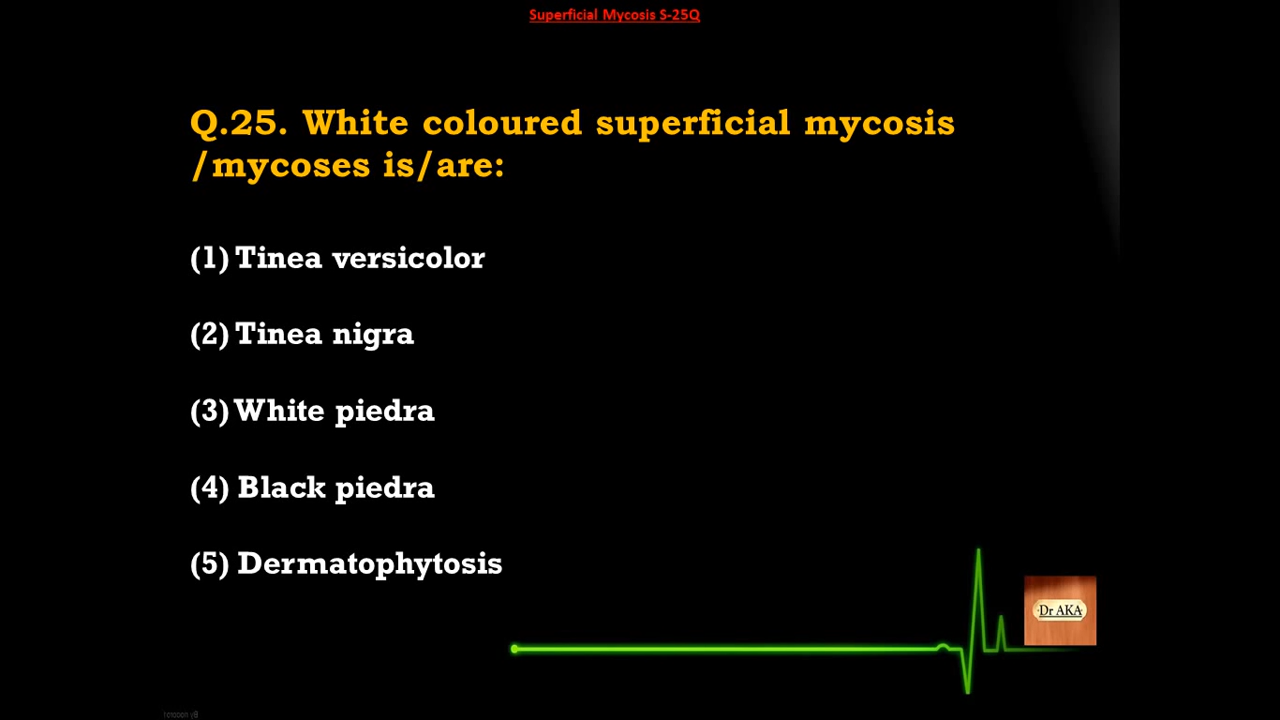 Superficial Mycosis S-25Q
Q.25. White coloured superficial mycosis
/mycoses is/are:
(1) Tinea versicolor
(2) Tinea nigra
(3) White piedra
(4) Black piedra
(5) Dermatophytosis
Dr AKA